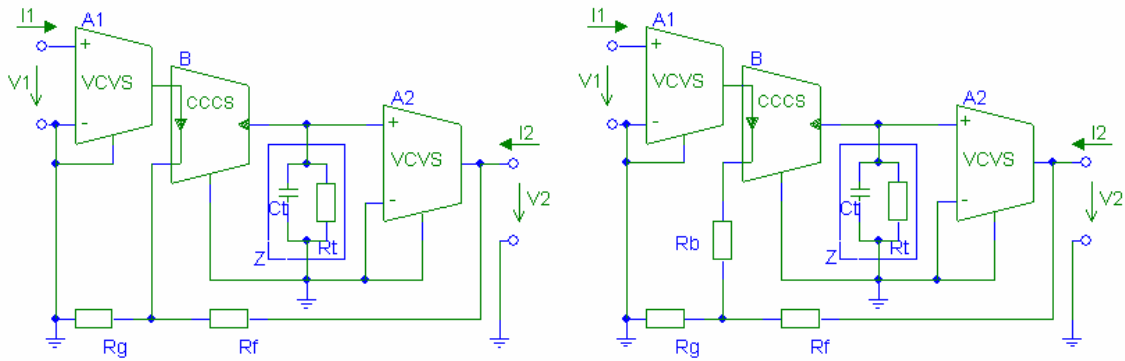 I1 A1
+
V1 VCVS
-
B
CCCS
A2
+
VCVS
-
I2
V2
Ct
Rt
Z
Rg Rf
I1 A1
+
V1 VCVS
-
B
CCCS
A2
+
VCVS
-
I2
V2
Ct
Rt
Z
Rb
Rg Rf